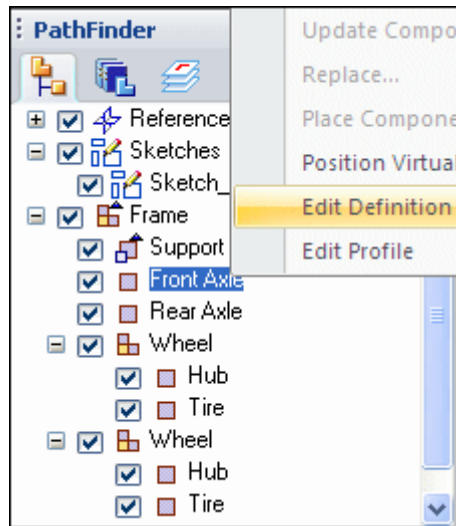 PathFinder
Update Compo
Replace...
Place Compone
Position Virtual
Edit Definition
Edit Profile
Reference
Sketches
Sketch_
Frame
Support
Front Axle
Rear Axle
Wheel
Hub
Tire
Wheel
Hub
Tire